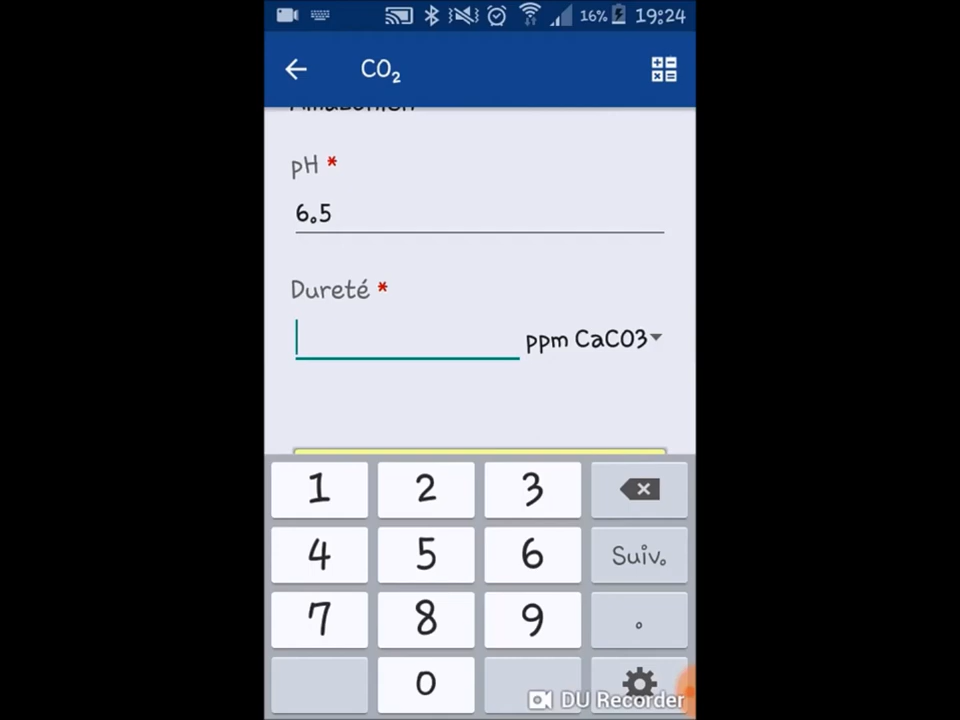 16% 19:24
CO₂
Amazonien
pH *
6.5
Dureté *
ppm CaCO3
1 2 3
4 5 6 Suiv.
7 8 9 .
0
DU Recorder